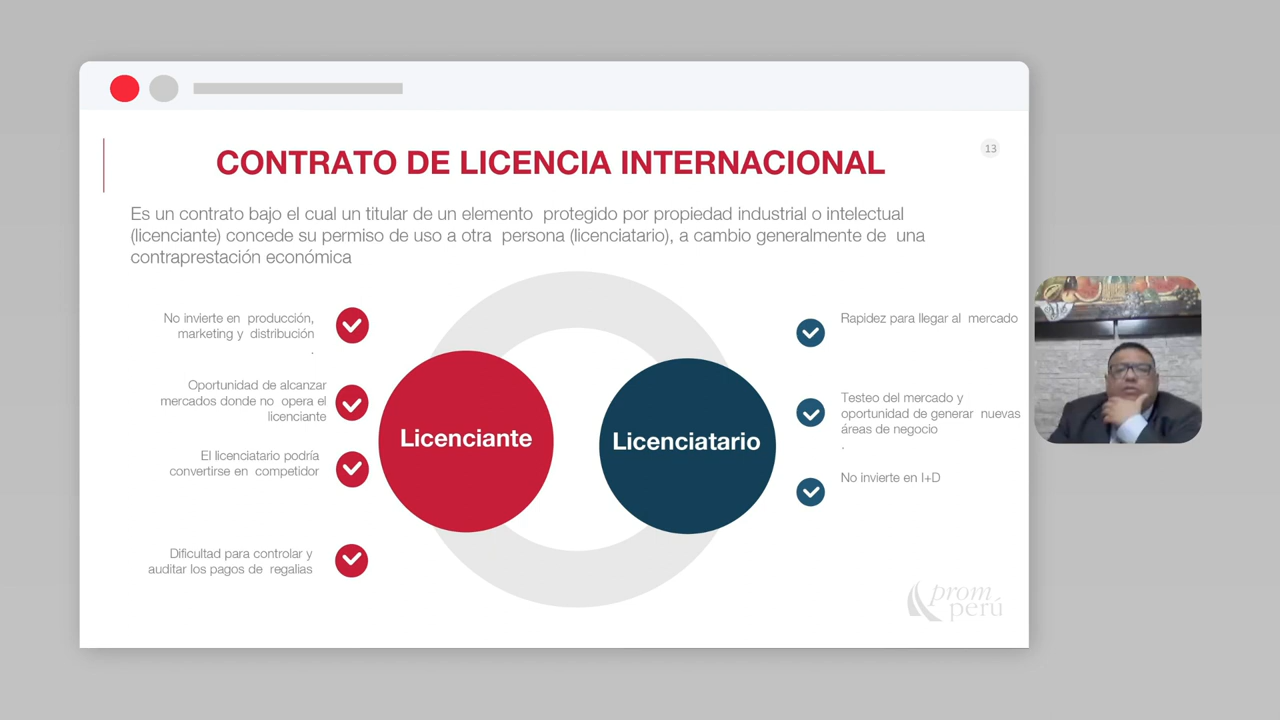 CONTRATO DE LICENCIA INTERNACIONAL
13
Es un contrato bajo el cual un titular de un elemento protegido por propiedad industrial o intelectual
(licenciante) concede su permiso de uso a otra persona (licenciatario), a cambio generalmente de una
contraprestación económica
No invierte en producción,
marketing y distribución
.
Oportunidad de alcanzar
mercados donde no opera el
licenciante
El licenciatario podría
convertirse en competidor
Dificultad para controlar y
auditar los pagos de regalias
Licenciante
Licenciatario
Rapidez para llegar al mercado
Testeo del mercado y
oportunidad de generar nuevas
áreas de negocio
.
No invierte en I+D
prom
perú